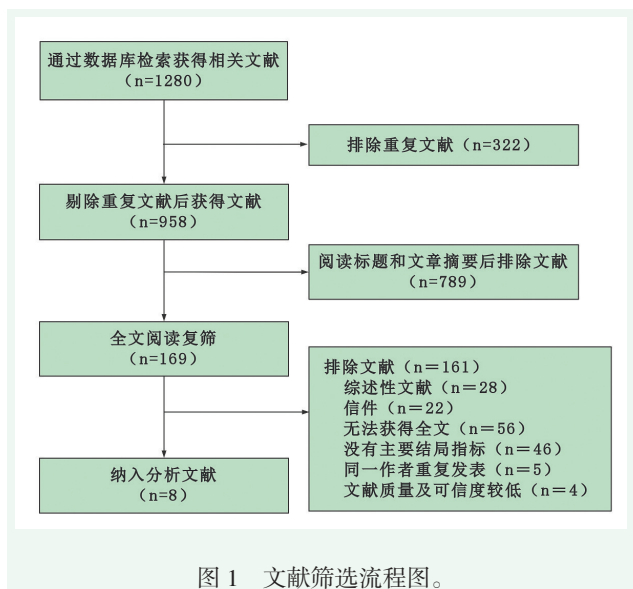 通过数据库检索获得相关文献
（n=1280）
排除重复文献（n=322）
剔除重复文献后获得文献
（n=958）
阅读标题和文章摘要后排除文献
（n=789）
全文阅读复筛
（n=169）
排除文献（n＝161）
综述性文献（n＝28）
信件（n＝22）
无法获得全文（n＝56）
没有主要结局指标（n＝46）
同一作者重复发表（n＝5）
文献质量及可信度较低（n＝4）
纳入分析文献
（n=8）
图 1　文献筛选流程图。